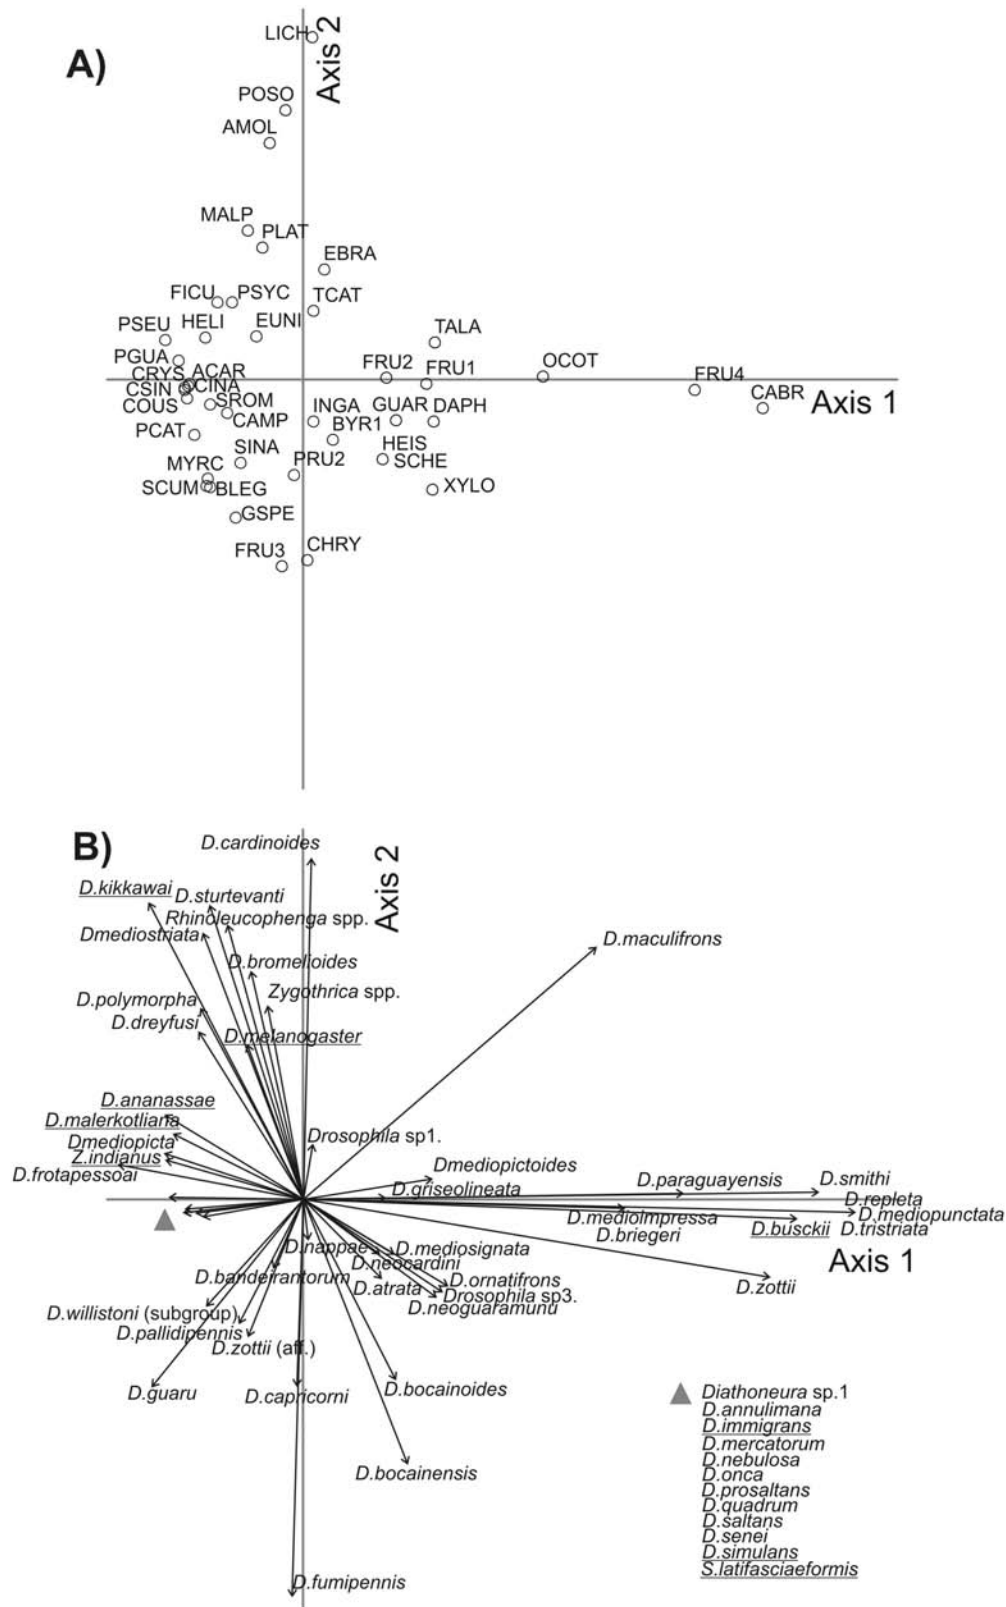 A)
LICH
Axis 2
POSO
AMOL
MALP
PLAT
EBRA
FICU
PSYC
TCAT
PSEU
HELI
EUNI
TALA
PGUA
CRYS
ACAR
FRU2
FRU1
OCOT
FRU4
CSIN
CINA
CABR
Axis 1
COUS
SROM
INGA
GUAR
DAPH
CAMP
BYR1
PCAT
SINA
PRU2
HEIS
SCHE
MYRC
SCUM
BLEG
XYLO
GSPE
FRU3
CHRY
B)
D.cardinoides
Axis 2
D.kikkawai
D.sturtevanti
Rhinoleucophenga spp.
Dmediostriata
D.maculifrons
D.bromelioides
Zygothrica spp.
D.polymorpha
D.dreyfusi
D.melanogaster
D.ananassae
D.malerkotliana
Drosophila sp1.
Dmediopicta
Z.indianus
Dmediopictoides
D.frotapessoai
D.griseolineata
D.paraguayensis
D.smithi
D.repleta
D.medioimpressa
D.mediopunctata
D.briegeri
D.busckii
D.tristriata
Axis 1
D.nappae
D.mediosignata
D.neocardini
D.bandeirantorum
D.atrata
D.ornatifrons
D.zottii
Drosophila sp3.
D.neoguaramunu
D.willistoni (subgroup)
D.pallidipennis
D.zottii (aff.)
D.guaru
D.capricorni
D.bocainoides
D.bocainensis
D.fumipennis
Diathoneura sp.1
D.annulimana
D.immigrans
D.mercatorum
D.nebulosa
D.onca
D.prosaltans
D.quadrum
D.saltans
D.senei
D.simulans
S.latifasciaeformis